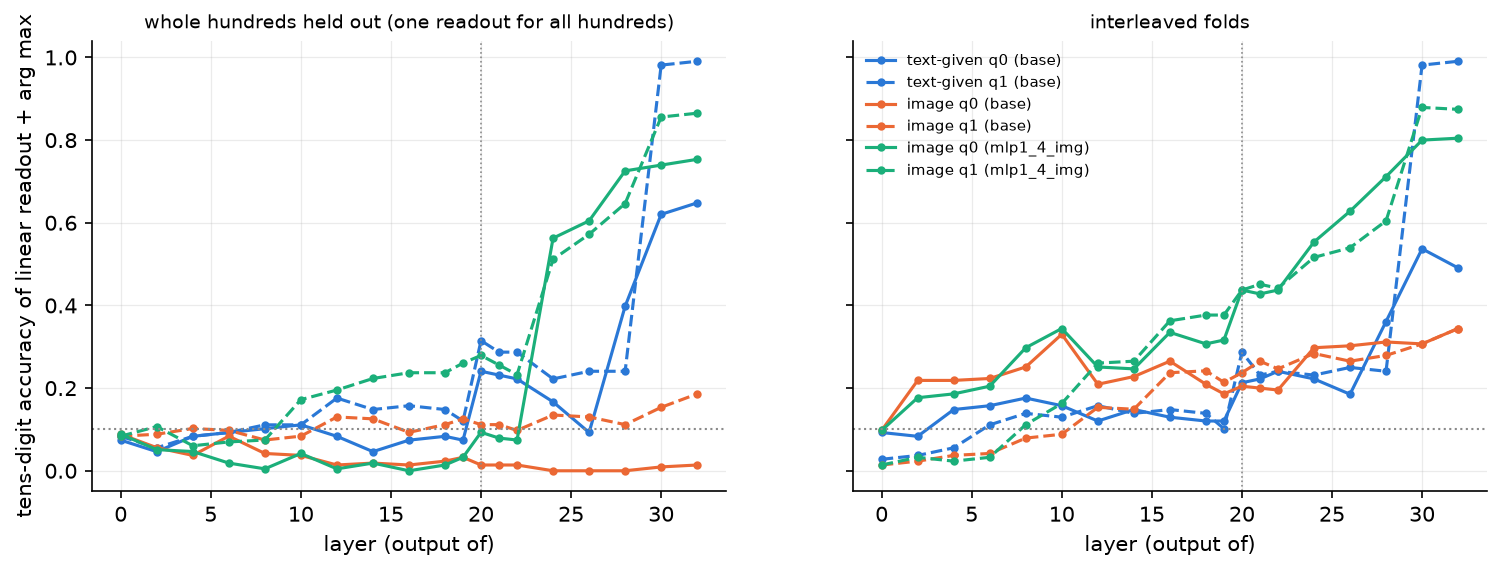 whole hundreds held out (one readout for all hundreds)
tens-digit accuracy of linear readout + arg max
1.0
0.8
0.6
0.4
0.2
0.0
0 5 10 15 20 25 30
layer (output of)
interleaved folds
text-given q0 (base)
text-given q1 (base)
image q0 (base)
image q1 (base)
image q0 (mlp1_4_img)
image q1 (mlp1_4_img)
0 5 10 15 20 25 30
layer (output of)